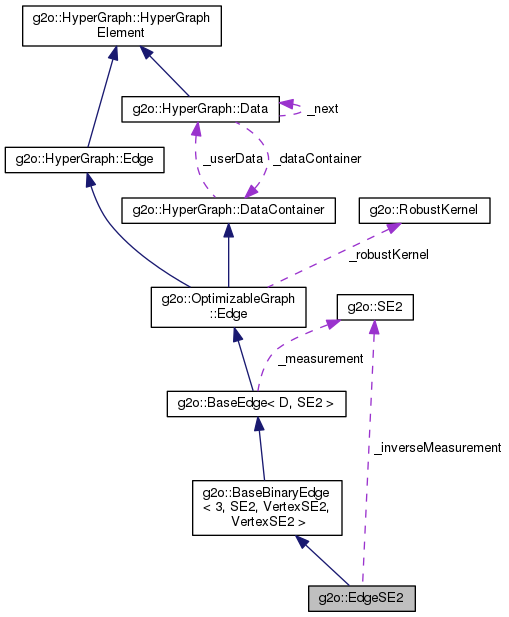 g2o::HyperGraph::HyperGraph
Element
g2o::HyperGraph::Data
_next
g2o::HyperGraph::Edge
_userData
_dataContainer
g2o::HyperGraph::DataContainer
g2o::RobustKernel
_robustKernel
g2o::OptimizableGraph
::Edge
g2o::SE2
_measurement
g2o::BaseEdge< D, SE2 >
_inverseMeasurement
g2o::BaseBinaryEdge
< 3, SE2, VertexSE2,
VertexSE2 >
g2o::EdgeSE2